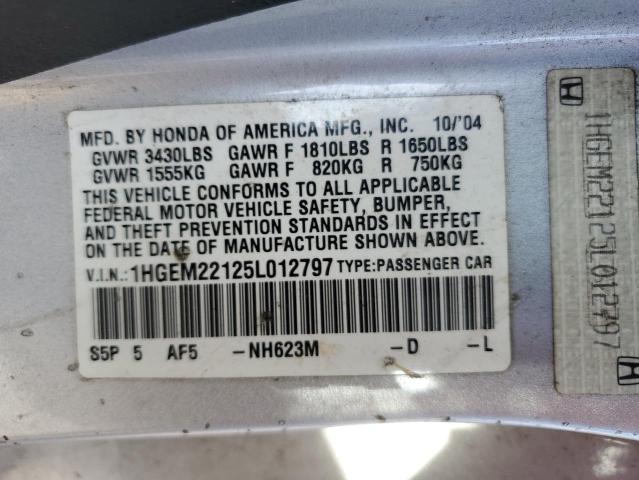 MFD. BY HONDA OF AMERICA MFG., INC. 10/'04
GVWR 3430LBS GAWR F 1810LBS R 1650LBS
GVWR 1555KG GAWR F 820KG R 750KG
THIS VEHICLE CONFORMS TO ALL APPLICABLE
FEDERAL MOTOR VEHICLE SAFETY, BUMPER,
AND THEFT PREVENTION STANDARDS IN EFFECT
ON THE DATE OF MANUFACTURE SHOWN ABOVE.
V.I.N.: 1HGEM22125L012797 TYPE:PASSENGER CAR
S5P 5 AF5 -NH623M -D -L
1HGEM22125L012797